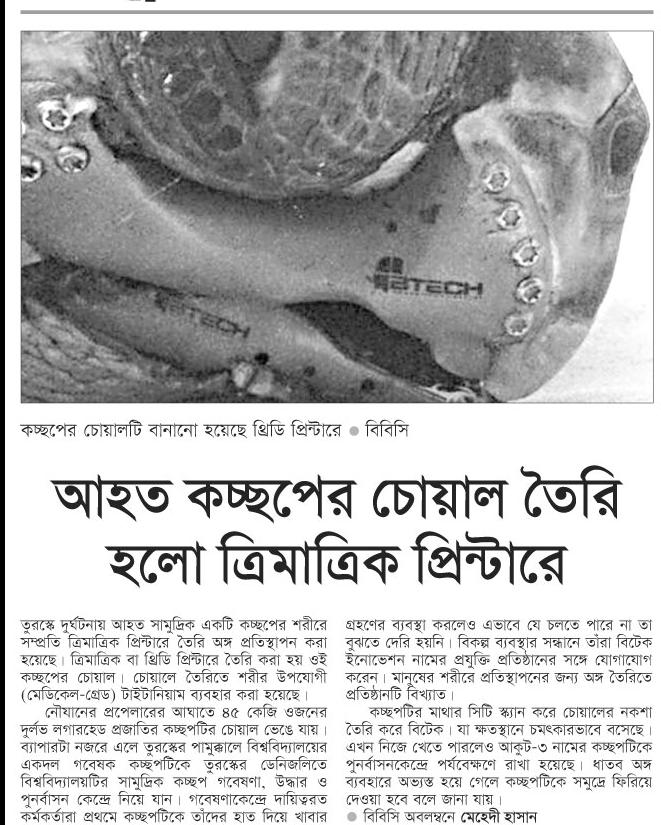 BTECH
BTECH
কচ্ছপের চোয়ালটি বানানো হয়েছে থ্রিডি প্রিন্টারে ● বিবিসি
আহত কচ্ছপের চোয়াল তৈরি
হলো ত্রিমাত্রিক প্রিন্টারে
তুরস্কে দুর্ঘটনায় আহত সামুদ্রিক একটি কচ্ছপের শরীরে
সম্প্রতি ত্রিমাত্রিক প্রিন্টারে তৈরি অঙ্গ প্রতিস্থাপন করা
হয়েছে। ত্রিমাত্রিক বা থ্রিডি প্রিন্টারে তৈরি করা হয় ওই
কচ্ছপের চোয়াল। চোয়ালে তৈরিতে শরীর উপযোগী
(মেডিকেল-গ্রেড) টাইটানিয়াম ব্যবহার করা হয়েছে।
নৌযানের প্রপেলারের আঘাতে ৪৫ কেজি ওজনের
দুর্লভ লগারহেড প্রজাতির কচ্ছপটির চোয়াল ভেঙে যায়।
ব্যাপারটা নজরে এলে তুরস্কের পামুক্কালে বিশ্ববিদ্যালয়ের
একদল গবেষক কচ্ছপটিকে তুরস্কের ডেনিজলিতে
বিশ্ববিদ্যালয়টির সামুদ্রিক কচ্ছপ গবেষণা, উদ্ধার ও
পুনর্বাসন কেন্দ্রে নিয়ে যান। গবেষণাকেন্দ্রে দায়িত্বরত
কর্মকর্তারা প্রথমে কচ্ছপটিকে তাঁদের হাত দিয়ে খাবার
গ্রহণের ব্যবস্থা করলেও এভাবে যে চলতে পারে না তা
বুঝতে দেরি হয়নি। বিকল্প ব্যবস্থার সন্ধানে তাঁরা বিটেক
ইনোভেশন নামের প্রযুক্তি প্রতিষ্ঠানের সঙ্গে যোগাযোগ
করেন। মানুষের শরীরে প্রতিস্থাপনের জন্য অঙ্গ তৈরিতে
প্রতিষ্ঠানটি বিখ্যাত।
কচ্ছপটির মাথার সিটি স্ক্যান করে চোয়ালের নকশা
তৈরি করে বিটেক। যা ক্ষতস্থানে চমৎকারভাবে বসেছে।
এখন নিজে খেতে পারলেও আকুট-৩ নামের কচ্ছপটিকে
পুনর্বাসনকেন্দ্রে পর্যবেক্ষণে রাখা হয়েছে। ধাতব অঙ্গ
ব্যবহারে অভ্যস্ত হয়ে গেলে কচ্ছপটিকে সমুদ্রে ফিরিয়ে
দেওয়া হবে বলে জানা যায়।
● বিবিসি অবলম্বনে মেহেদী হাসান